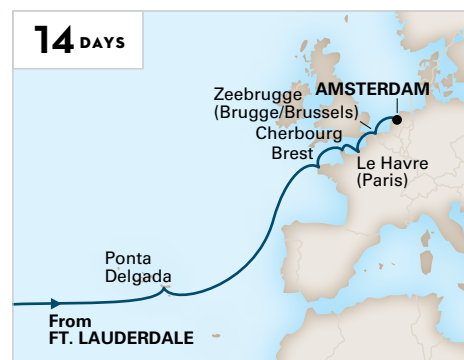 14 DAYS
Zeebrugge
(Brugge/Brussels)
AMSTERDAM
Cherbourg
Brest
Le Havre
(Paris)
Ponta
Delgada
From
FT. LAUDERDALE